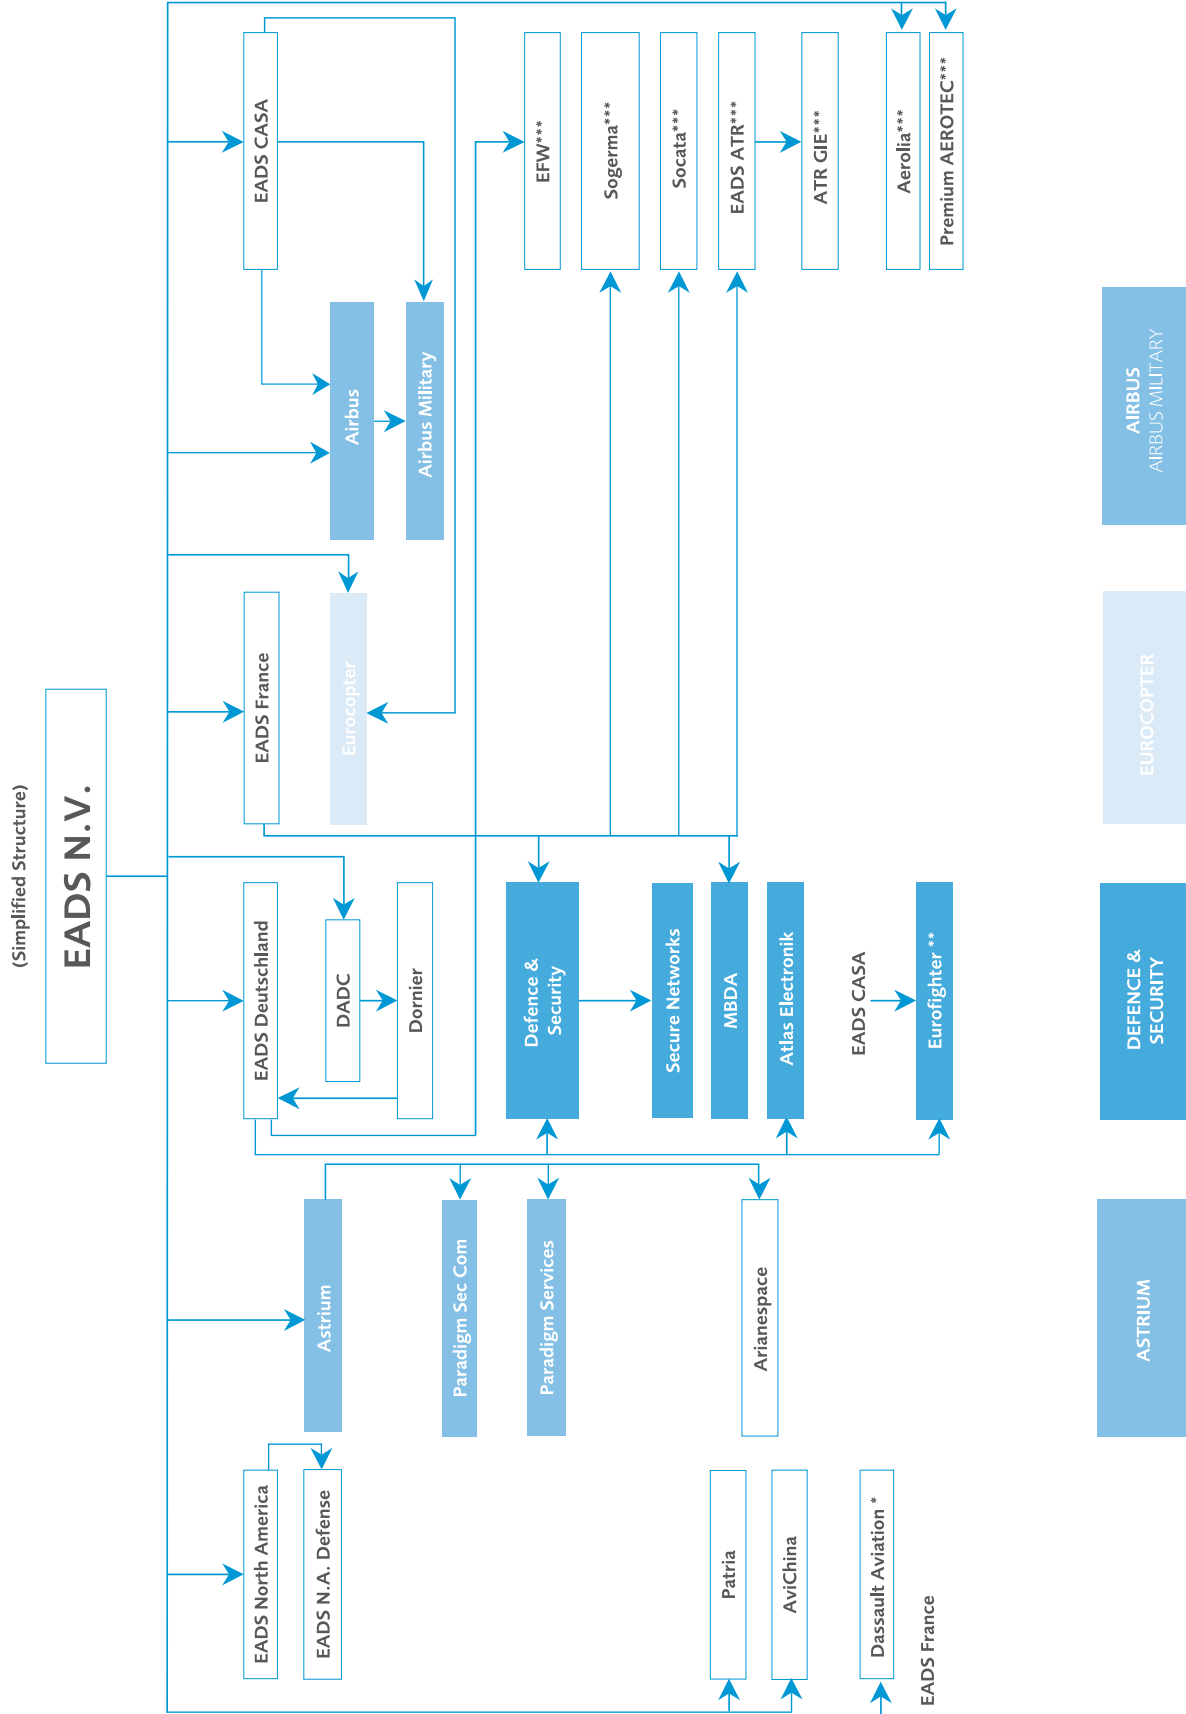 (Simplified Structure)
EADS N.V.
EADS North America
EADS N.A. Defense
Patria
AviChina
Dassault Aviation *
EADS France
Astrium
Paradigm Sec Com
Paradigm Services
Arianespace
EADS Deutschland
DADC
Dornier
Defence &
Security
Secure Networks
MBDA
Atlas Electronik
EADS CASA
Eurofighter **
EADS France
Eurocopter
EADS CASA
Airbus
Airbus Military
EFW***
Sogerma***
Socata***
EADS ATR***
ATR GIE***
Aerolia***
Premium AEROTEC***
ASTRIUM
DEFENCE &
SECURITY
EUROCOPTER
AIRBUS
AIRBUS MILITARY